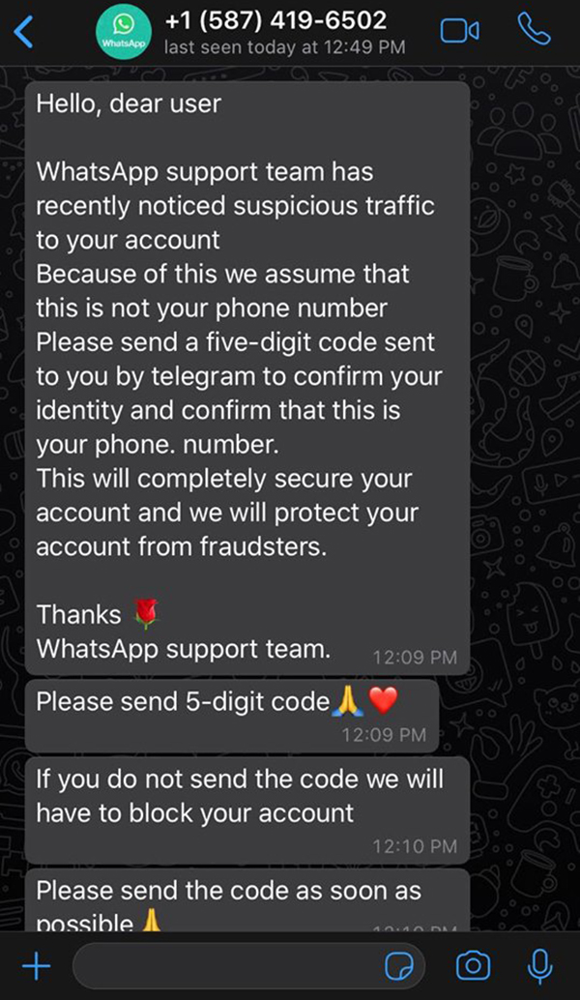 WhatsApp
+1 (587) 419-6502
last seen today at 12:49 PM
Hello, dear user
WhatsApp support team has
recently noticed suspicious traffic
to your account
Because of this we assume that
this is not your phone number
Please send a five-digit code sent
to you by telegram to confirm your
identity and confirm that this is
your phone. number.
This will completely secure your
account and we will protect your
account from fraudsters.
Thanks 🌹
WhatsApp support team.
12:09 PM
Please send 5-digit code🙏❤️
12:09 PM
If you do not send the code we will
have to block your account
12:10 PM
Please send the code as soon as
possible🙏
12:10 PM